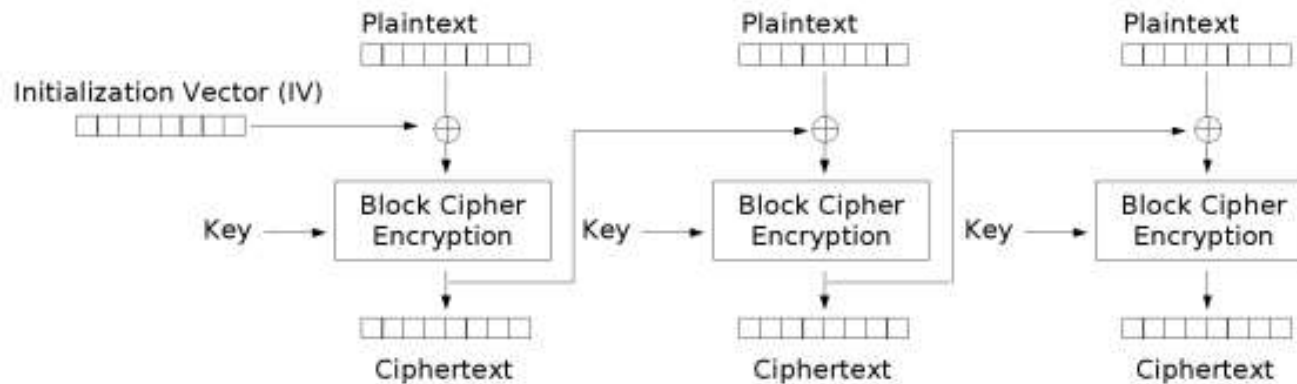 Plaintext
Plaintext
Plaintext
Initialization Vector (IV)
Key
Block Cipher
Encryption
Key
Block Cipher
Encryption
Key
Block Cipher
Encryption
Ciphertext
Ciphertext
Ciphertext